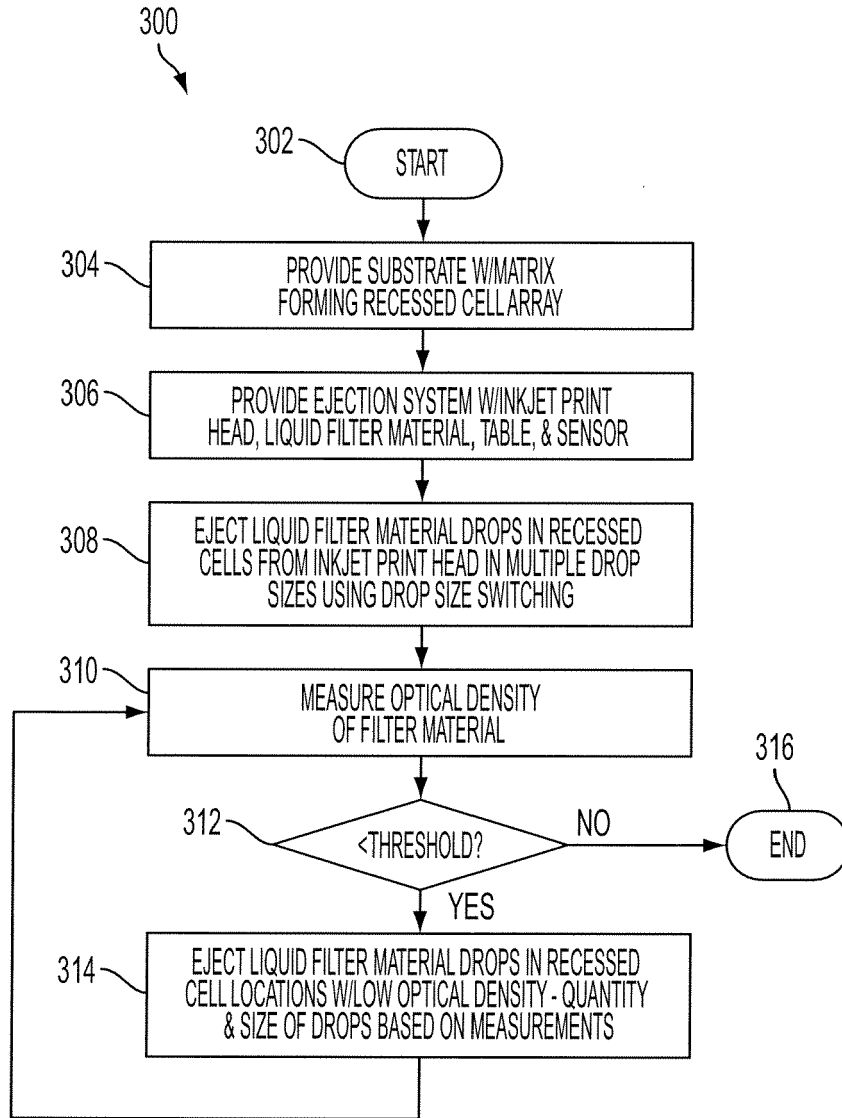 300
302
START
304
PROVIDE SUBSTRATE W/MATRIX
FORMING RECESSED CELL ARRAY
306
PROVIDE EJECTION SYSTEM W/INKJET PRINT
HEAD, LIQUID FILTER MATERIAL, TABLE, & SENSOR
308
EJECT LIQUID FILTER MATERIAL DROPS IN RECESSED
CELLS FROM INKJET PRINT HEAD IN MULTIPLE DROP
SIZES USING DROP SIZE SWITCHING
310
MEASURE OPTICAL DENSITY
OF FILTER MATERIAL
312
<THRESHOLD?
NO
316
END
YES
314
EJECT LIQUID FILTER MATERIAL DROPS IN RECESSED
CELL LOCATIONS W/LOW OPTICAL DENSITY - QUANTITY
& SIZE OF DROPS BASED ON MEASUREMENTS